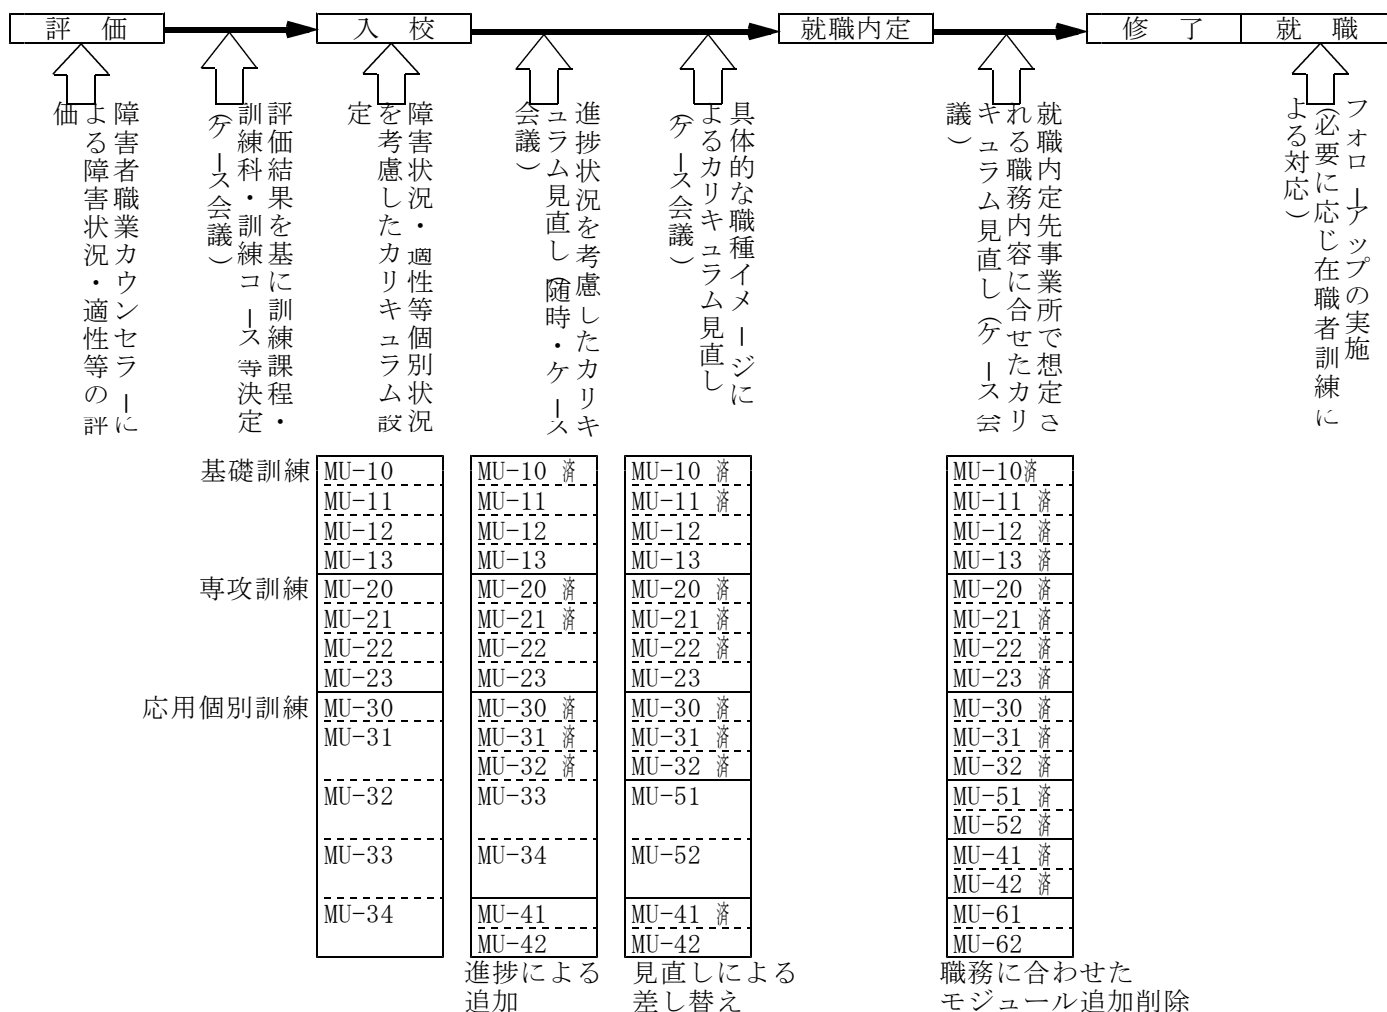 評 価
入 校
就職内定
修 了
就 職
障害者職業カウンセラーに
よる障害状況・適性等の評
価
評価結果を基に訓練課程・
訓練科・訓練コース等決定
（ケース会議）
障害状況・適性等個別状況
を考慮したカリキュラム設
定
進捗状況を考慮したカリキ
ュラム見直し（随時・ケース
会議）
具体的な職種イメージに
よるカリキュラム見直し
（ケース会議）
就職内定先事業所で想定さ
れる職務内容に合せたカリ
キュラム見直し（ケース会
議）
フォローアップの実施
（必要に応じ在職者訓練に
よる対応）
基礎訓練
専攻訓練
応用個別訓練
MU-10
MU-11
MU-12
MU-13
MU-20
MU-21
MU-22
MU-23
MU-30
MU-31
MU-32
MU-33
MU-34
MU-10 済
MU-11
MU-12
MU-13
MU-20 済
MU-21 済
MU-22
MU-23
MU-30 済
MU-31 済
MU-32 済
MU-33
MU-34
MU-41
MU-42
進捗による
追加
MU-10 済
MU-11 済
MU-12
MU-13
MU-20 済
MU-21 済
MU-22 済
MU-23
MU-30 済
MU-31 済
MU-32 済
MU-51
MU-52
MU-41 済
MU-42
見直しによる
差し替え
MU-10済
MU-11 済
MU-12 済
MU-13 済
MU-20 済
MU-21 済
MU-22 済
MU-23 済
MU-30 済
MU-31 済
MU-32 済
MU-51 済
MU-52 済
MU-41 済
MU-42 済
MU-61
MU-62
職務に合わせた
モジュール追加削除